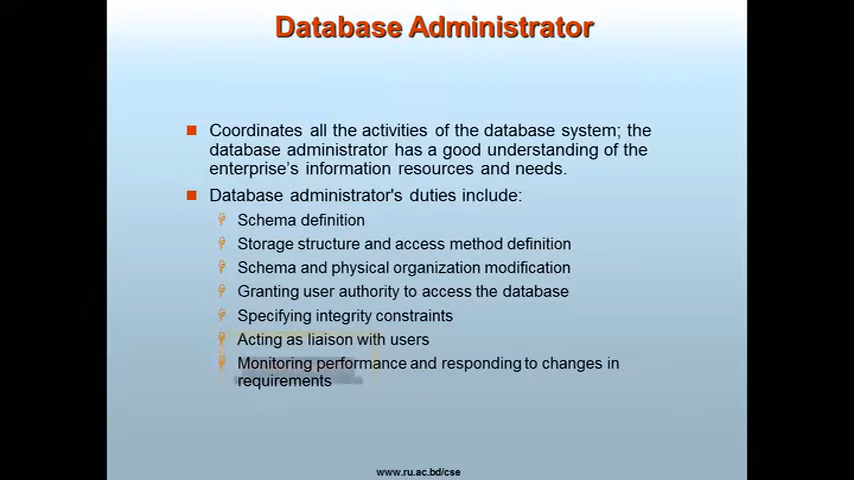 Database Administrator
Coordinates all the activities of the database system; the
database administrator has a good understanding of the
enterprise's information resources and needs.
Database administrator's duties include:
Schema definition
Storage structure and access method definition
Schema and physical organization modification
Granting user authority to access the database
Specifying integrity constraints
Acting as liaison with users
Monitoring performance and responding to changes in
requirements
www.ru.ac.bd/cse